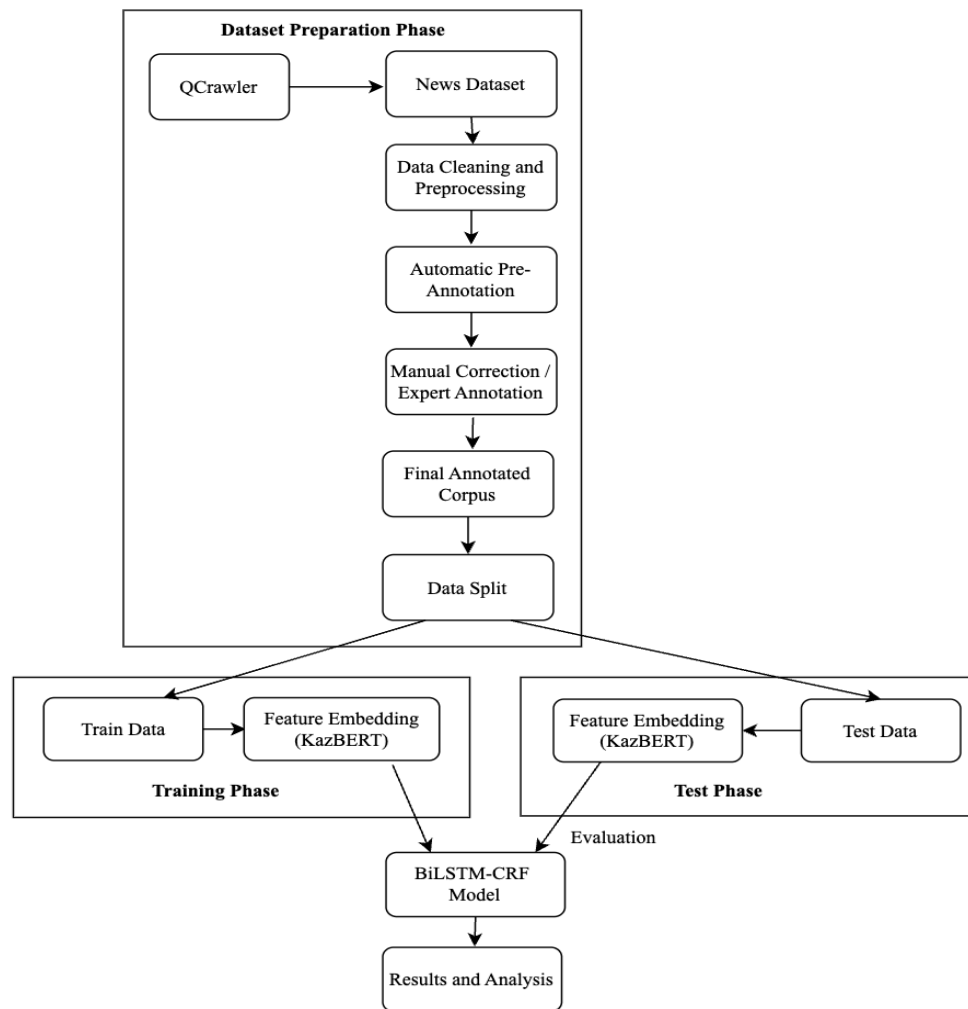 Dataset Preparation Phase
QCrawler
News Dataset
Data Cleaning and
Preprocessing
Automatic Pre-
Annotation
Manual Correction /
Expert Annotation
Final Annotated
Corpus
Data Split
Train Data
Feature Embedding
(KazBERT)
Training Phase
Feature Embedding
(KazBERT)
Test Data
Test Phase
Evaluation
BiLSTM-CRF
Model
Results and Analysis